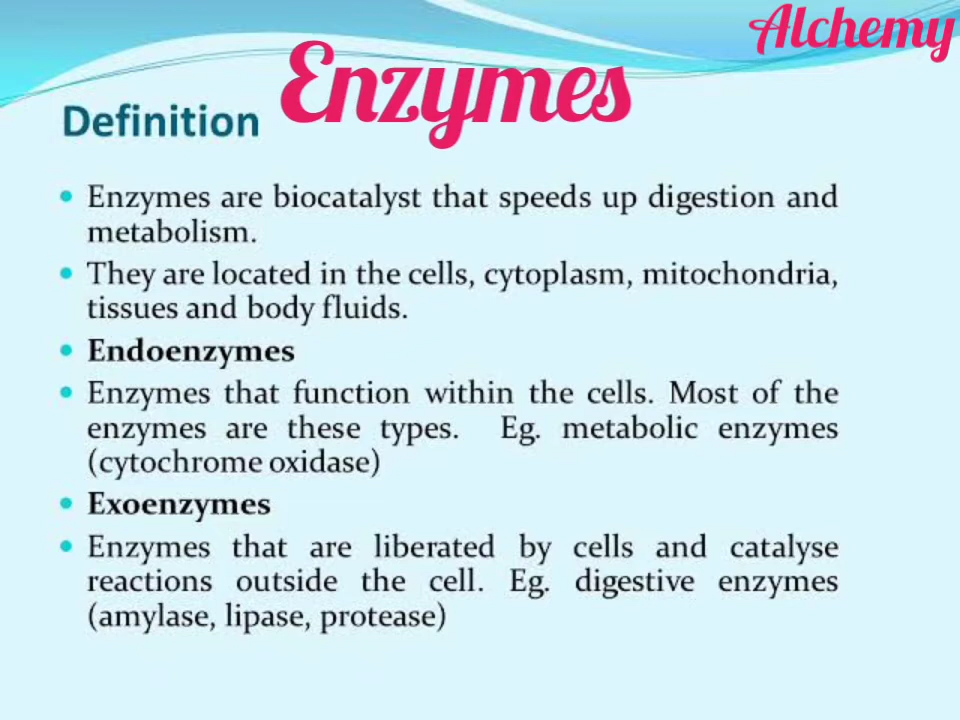 Alchemy
Enzymes
Definition
• Enzymes are biocatalyst that speeds up digestion and
metabolism.
• They are located in the cells, cytoplasm, mitochondria,
tissues and body fluids.
• Endoenzymes
• Enzymes that function within the cells. Most of the
enzymes are these types. Eg. metabolic enzymes
(cytochrome oxidase)
• Exoenzymes
• Enzymes that are liberated by cells and catalyse
reactions outside the cell. Eg. digestive enzymes
(amylase, lipase, protease)